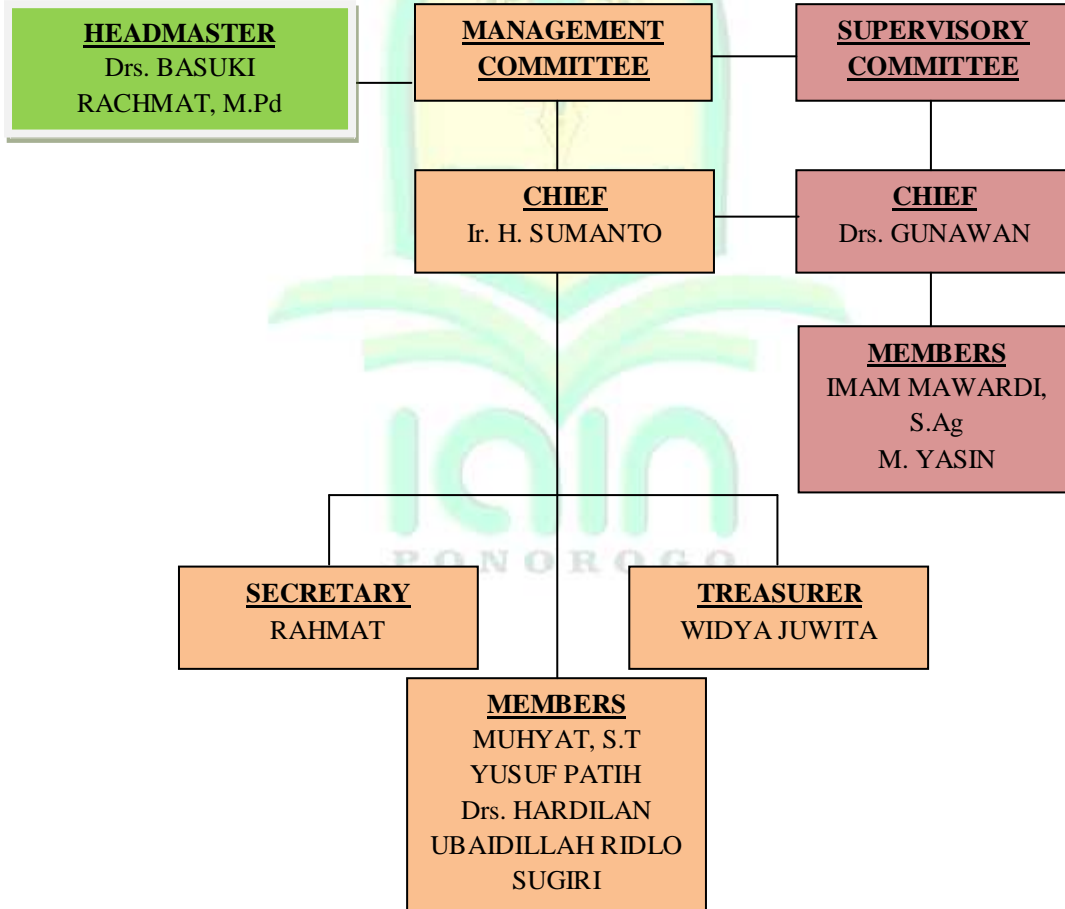 HEADMASTER
Drs. BASUKI
RACHMAT, M.Pd
MANAGEMENT
COMMITTEE
SUPERVISORY
COMMITTEE
CHIEF
Ir. H. SUMANTO
CHIEF
Drs. GUNAWAN
MEMBERS
IMAM MAWARDI,
S.Ag
M. YASIN
iain
PONOROGO
SECRETARY
RAHMAT
TREASURER
WIDYA JUWITA
MEMBERS
MUHYAT, S.T
YUSUF PATIH
Drs. HARDILAN
UBAIDILLAH RIDLO
SUGIRI